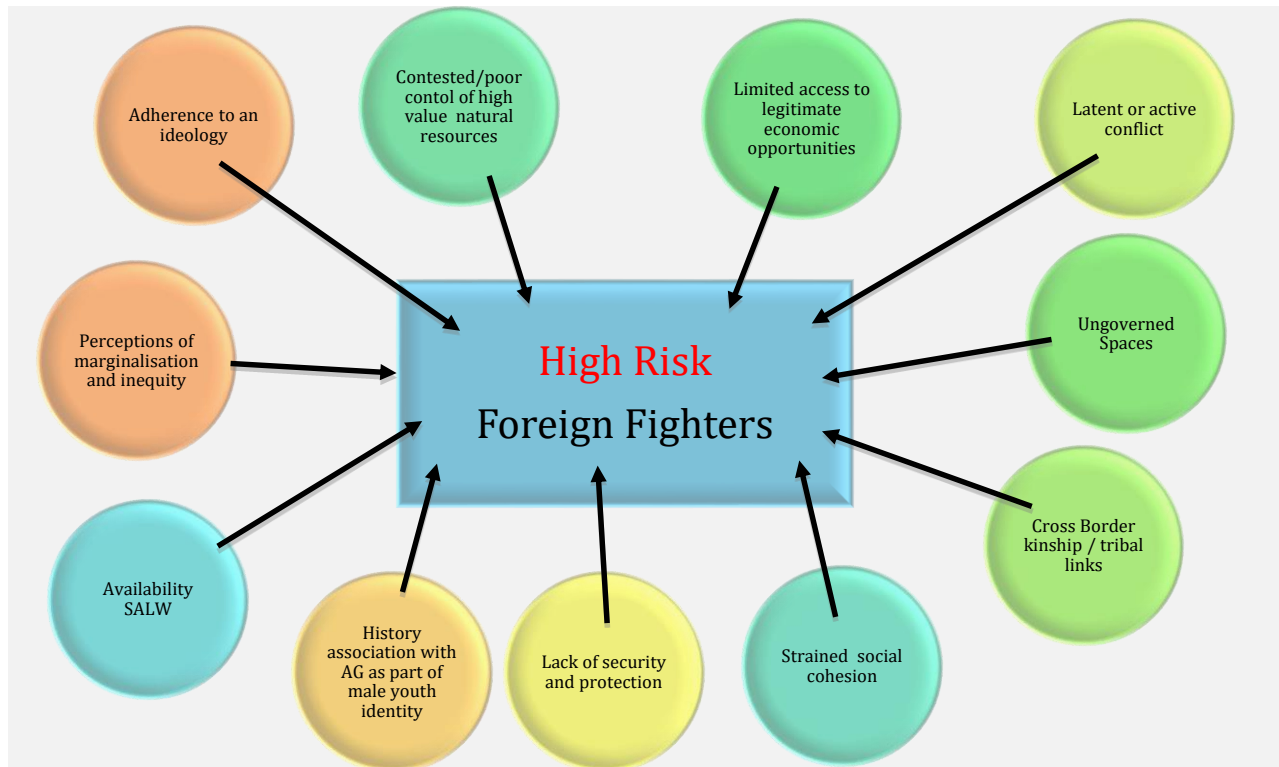 Adherence to an
ideology
Contested/poor
contol of high
value natural
resources
Limited access to
legitimate
economic
opportunities
Latent or active
conflict
Perceptions of
marginalisation
and inequity
High Risk
Foreign Fighters
Ungoverned
Spaces
Availability
SALW
History
association with
AG as part of
male youth
identity
Lack of security
and protection
Strained social
cohesion
Cross Border
kinship / tribal
links